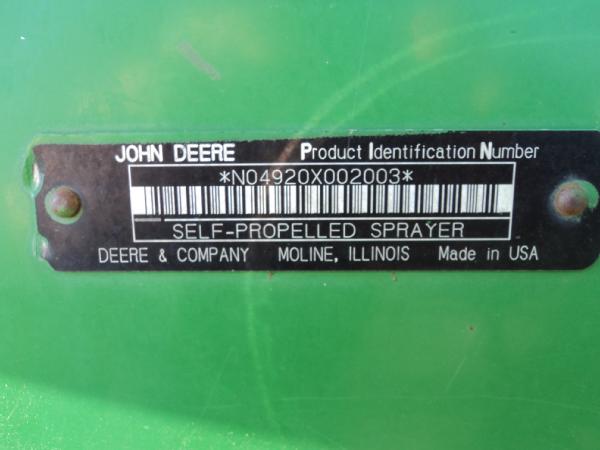 JOHN DEERE Product Identification Number
*N04920X002003*
SELF-PROPELLED SPRAYER
DEERE & COMPANY MOLINE, ILLINOIS Made in USA